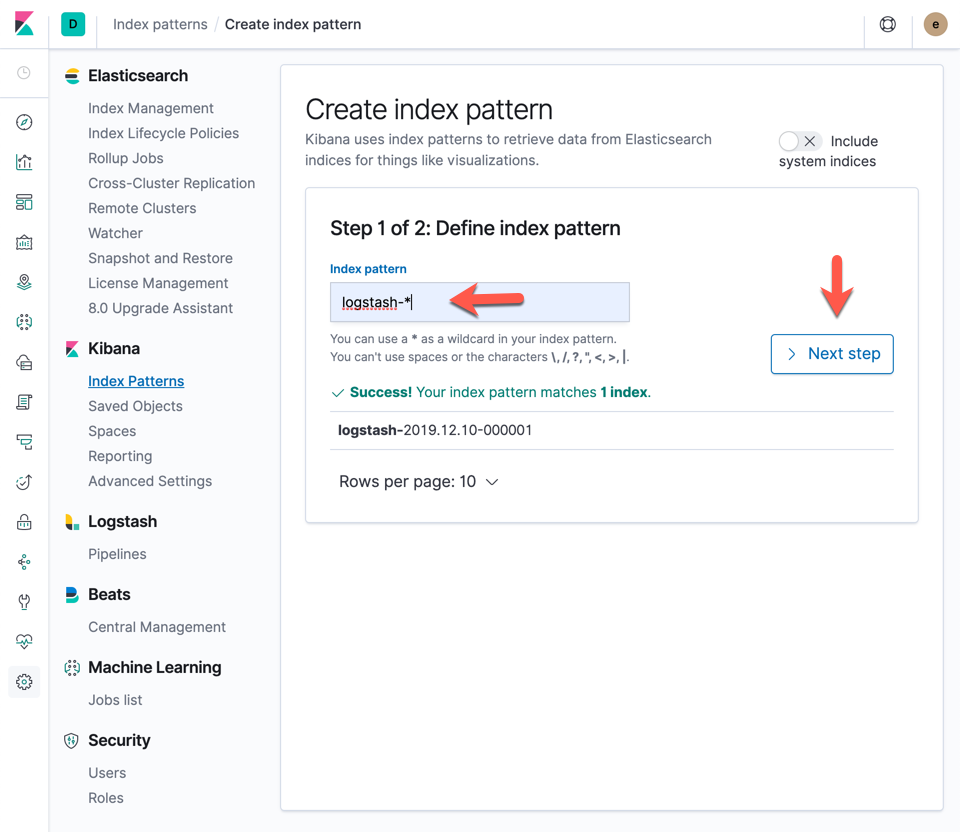 D Index patterns / Create index pattern e
Elasticsearch
Index Management
Index Lifecycle Policies
Rollup Jobs
Cross-Cluster Replication
Remote Clusters
Watcher
Snapshot and Restore
License Management
8.0 Upgrade Assistant
Kibana
Index Patterns
Saved Objects
Spaces
Reporting
Advanced Settings
Logstash
Pipelines
Beats
Central Management
Machine Learning
Jobs list
Security
Users
Roles
Create index pattern
Kibana uses index patterns to retrieve data from Elasticsearch
indices for things like visualizations.
Include
system indices
Step 1 of 2: Define index pattern
Index pattern
logstash-*
You can use a * as a wildcard in your index pattern.
You can't use spaces or the characters \, /, ?, ", <, >, |.
Next step
Success! Your index pattern matches 1 index.
logstash-2019.12.10-000001
Rows per page: 10